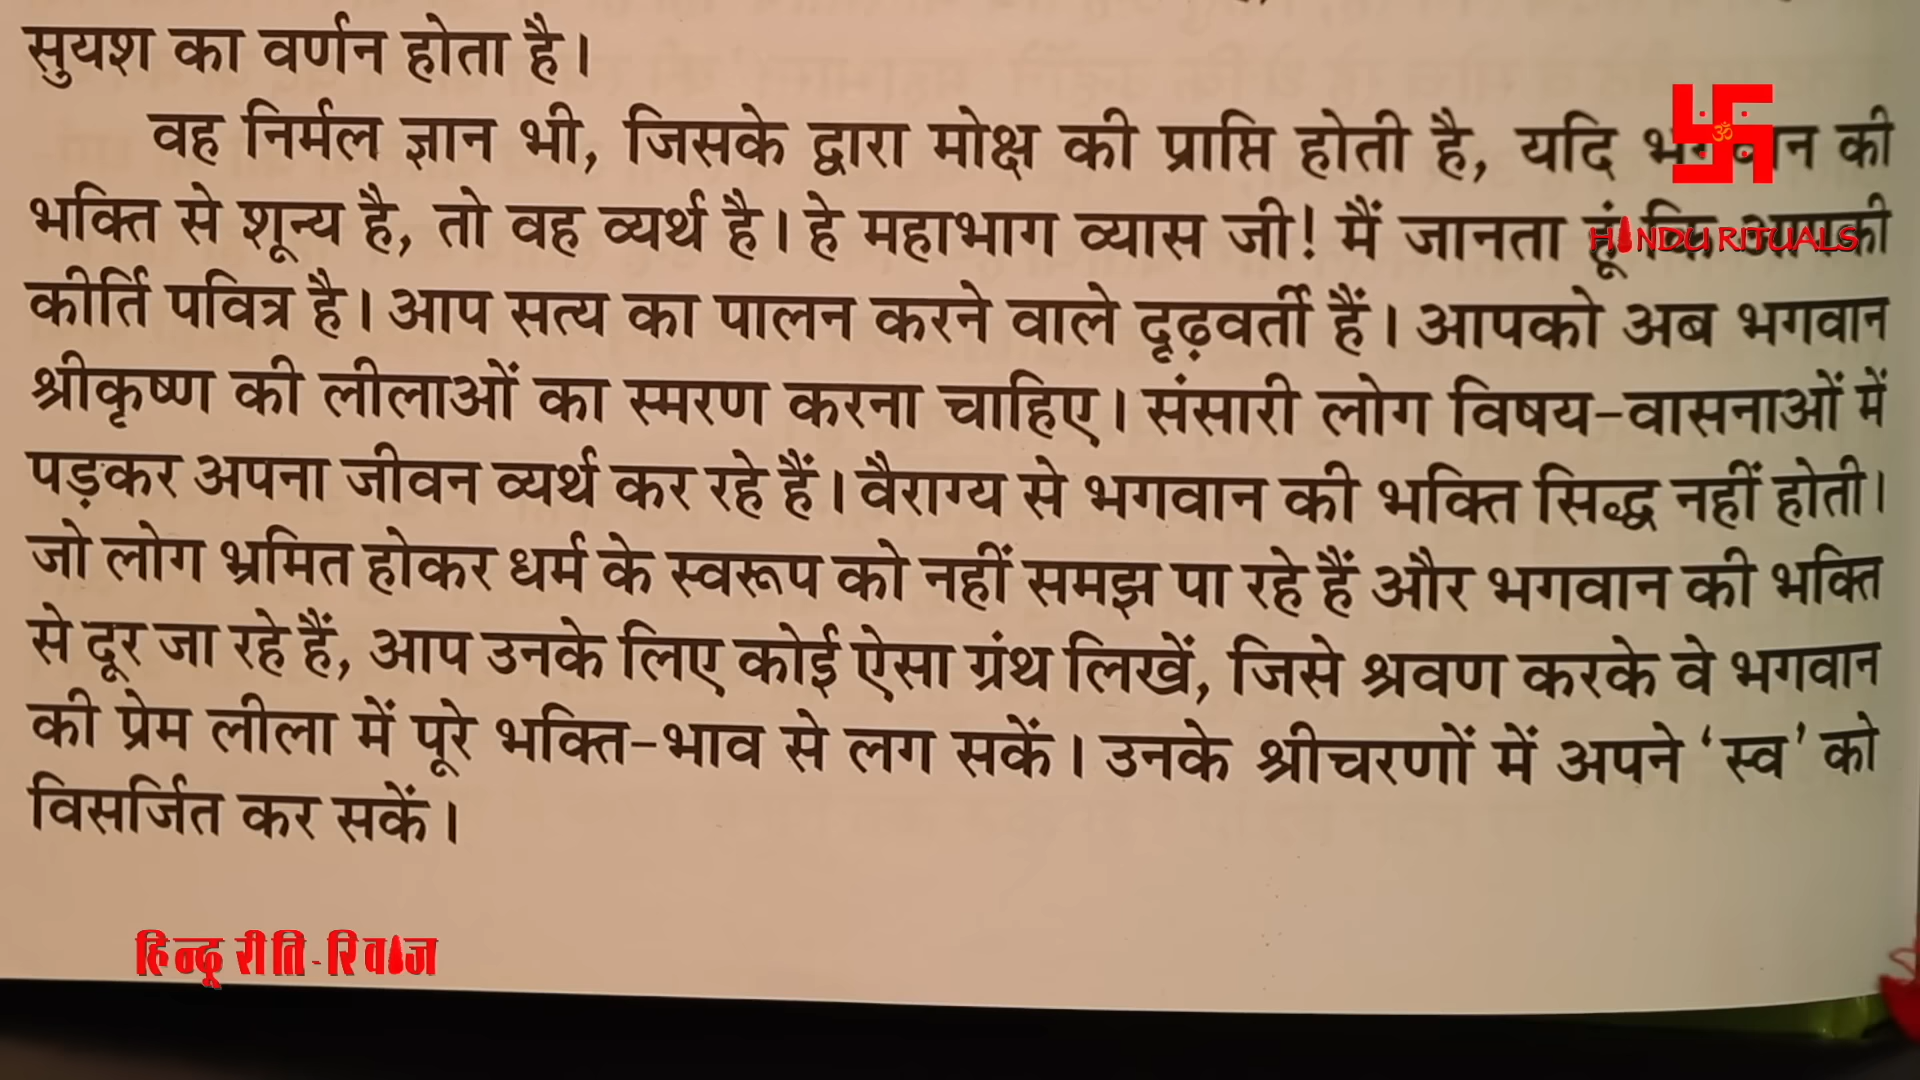 सुयश का वर्णन होता है।
वह निर्मल ज्ञान भी, जिसके द्वारा मोक्ष की प्राप्ति होती है, यदि भगवान की
भक्ति से शून्य है, तो वह व्यर्थ है। हे महाभाग व्यास जी! मैं जानता हूं कि आपकी
HINDU RITUALS
कीर्ति पवित्र है। आप सत्य का पालन करने वाले दृढ़वर्ती हैं। आपको अब भगवान
श्रीकृष्ण की लीलाओं का स्मरण करना चाहिए। संसारी लोग विषय-वासनाओं में
पड़कर अपना जीवन व्यर्थ कर रहे हैं। वैराग्य से भगवान की भक्ति सिद्ध नहीं होती।
जो लोग भ्रमित होकर धर्म के स्वरूप को नहीं समझ पा रहे हैं और भगवान की भक्ति
से दूर जा रहे हैं, आप उनके लिए कोई ऐसा ग्रंथ लिखें, जिसे श्रवण करके वे भगवान
की प्रेम लीला में पूरे भक्ति-भाव से लग सकें। उनके श्रीचरणों में अपने ‘स्व’ को
विसर्जित कर सकें।
हिन्दू रीति-रिवाज